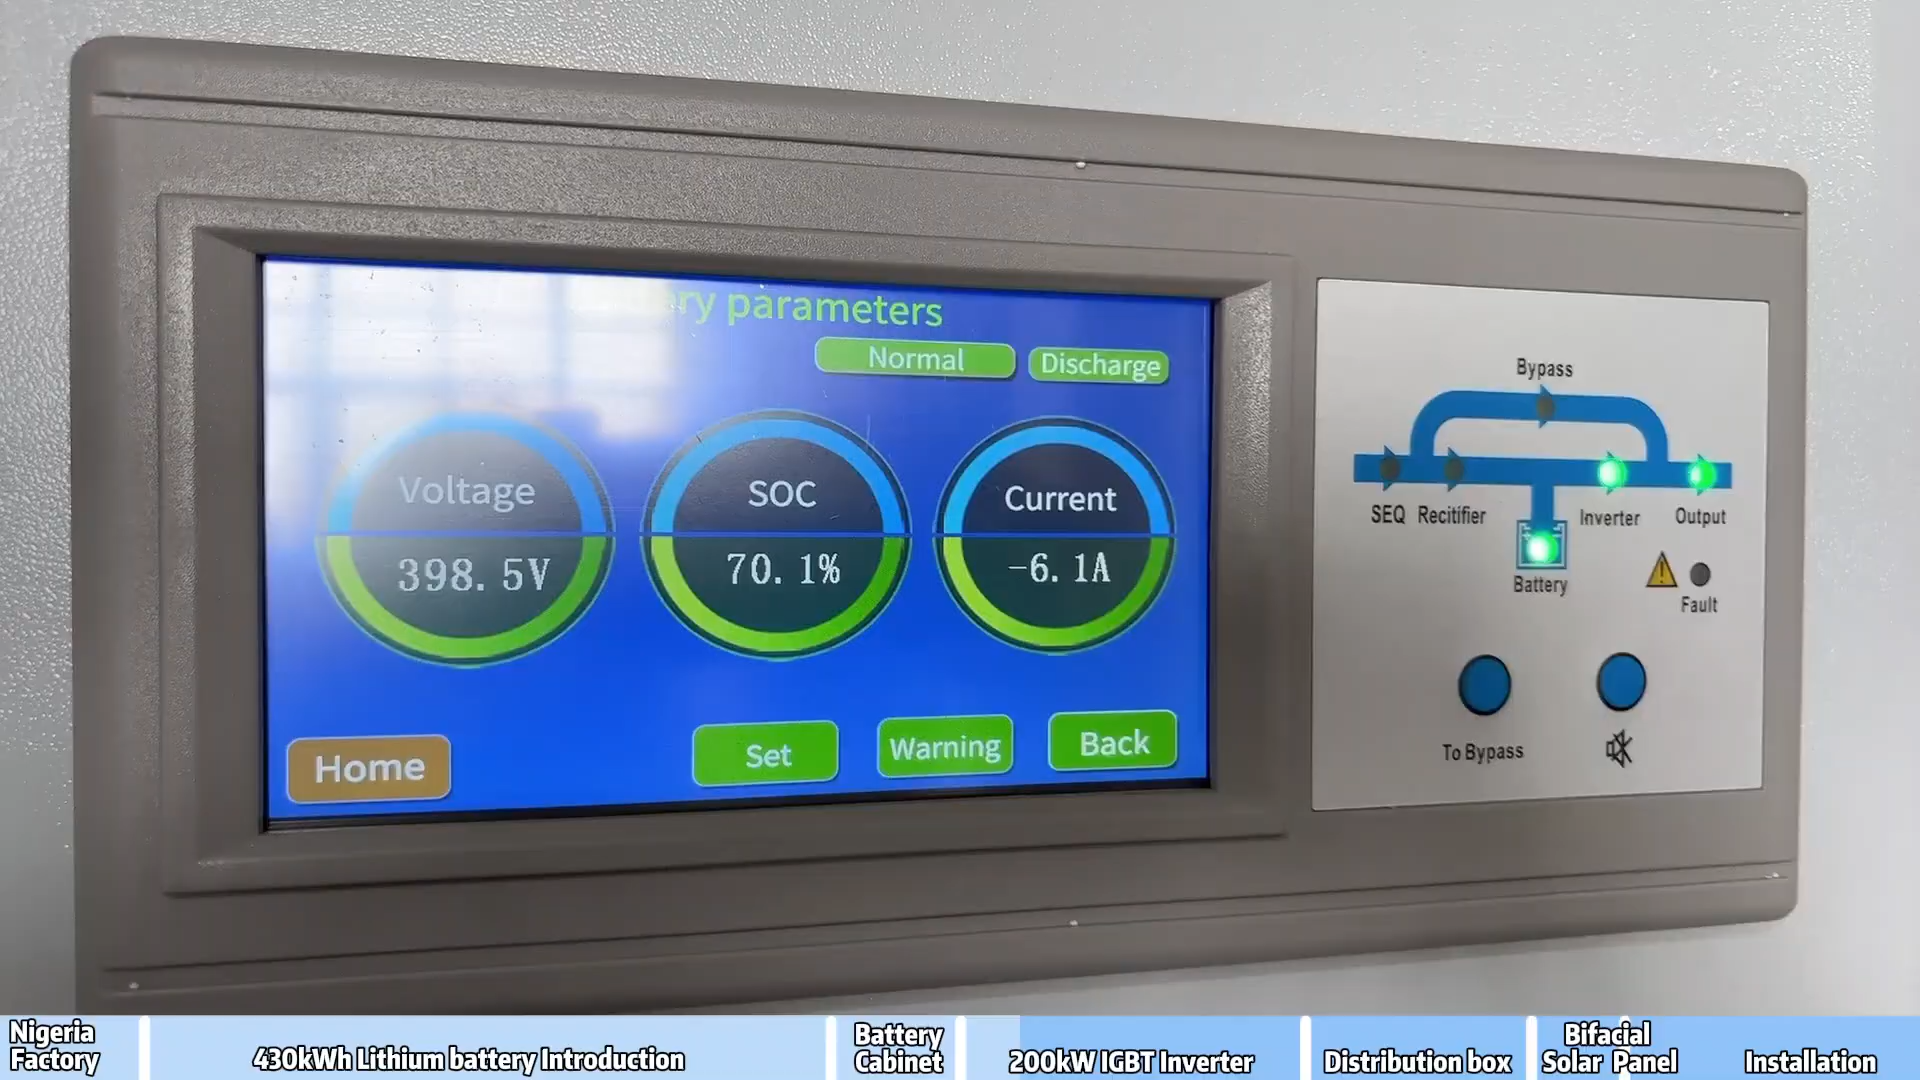 ry parameters
Normal
Discharge
Voltage
SOC
Current
398.5V
70.1%
-6.1A
Home
Set
Warning
Back
Bypass
SEQ
Recitifier
Inverter
Output
Battery
Fault
To Bypass
Nigeria
Factory
430kWh Lithium battery Introduction
Battery
Cabinet
200kW IGBT Inverter
Distribution box
Bifacial
Solar Panel
Installation